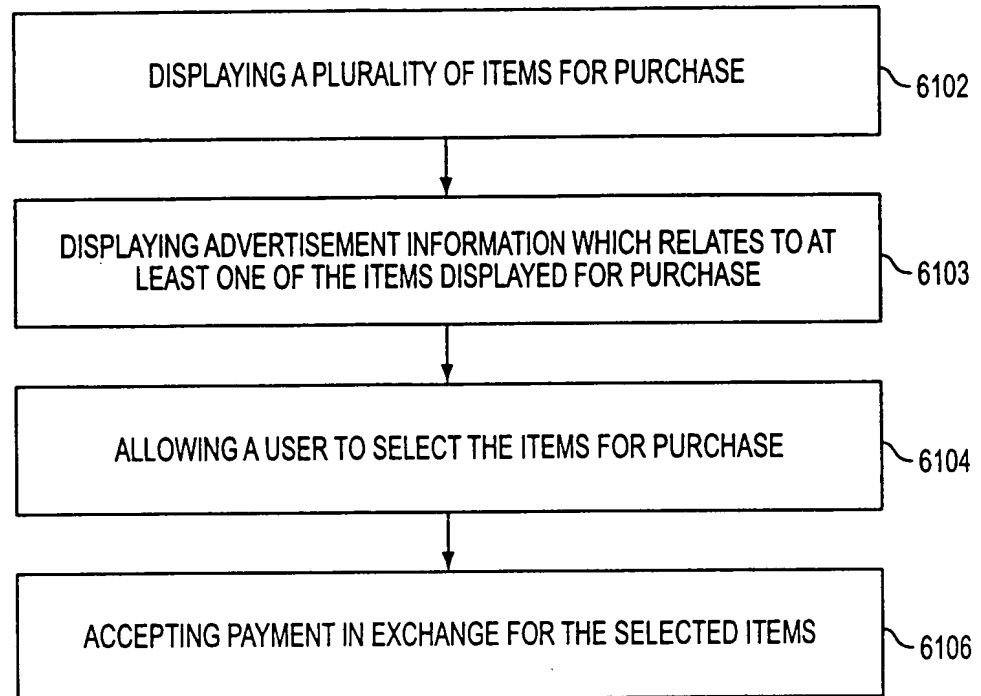 DISPLAYING A PLURALITY OF ITEMS FOR PURCHASE
6102
DISPLAYING ADVERTISEMENT INFORMATION WHICH RELATES TO AT
LEAST ONE OF THE ITEMS DISPLAYED FOR PURCHASE
6103
ALLOWING A USER TO SELECT THE ITEMS FOR PURCHASE
6104
ACCEPTING PAYMENT IN EXCHANGE FOR THE SELECTED ITEMS
6106